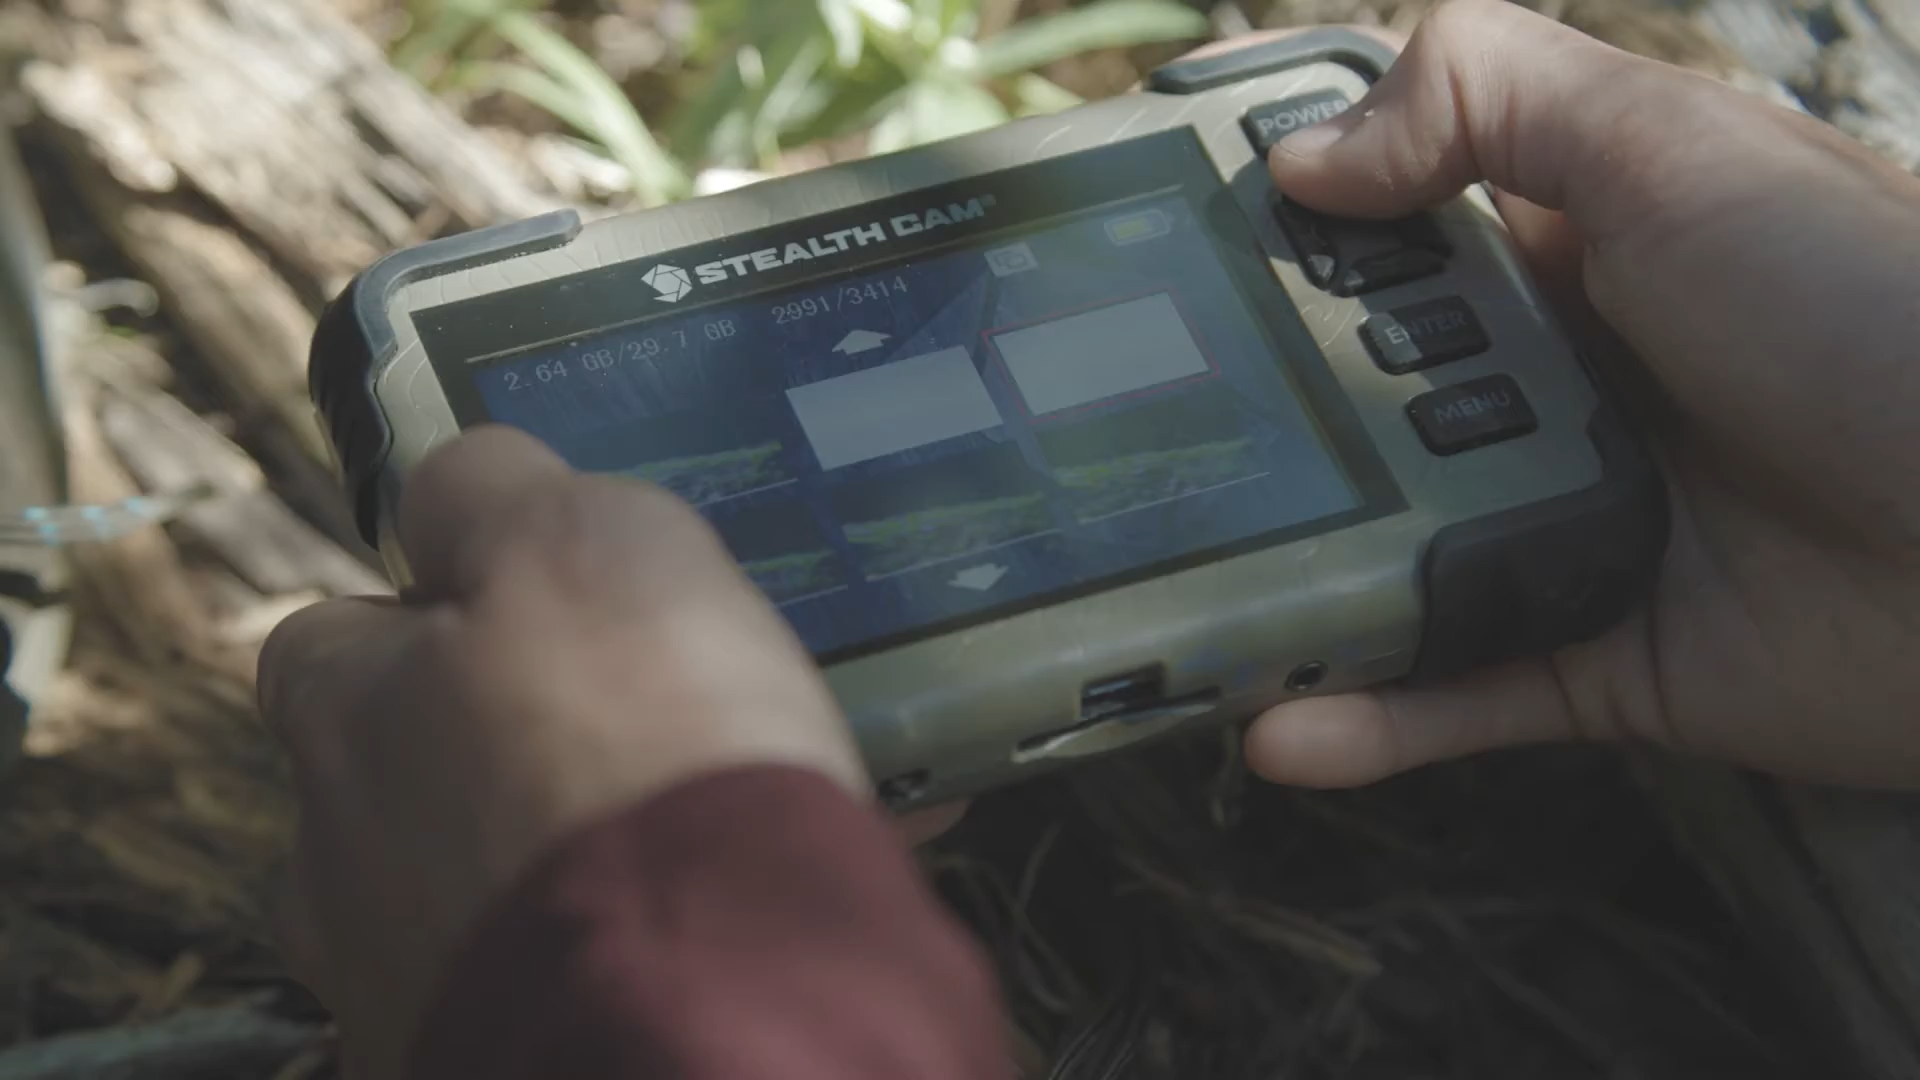 STEALTH CAM®
2.64 GB/29.7 GB 2991/3414
POWER
ENTER
MENU